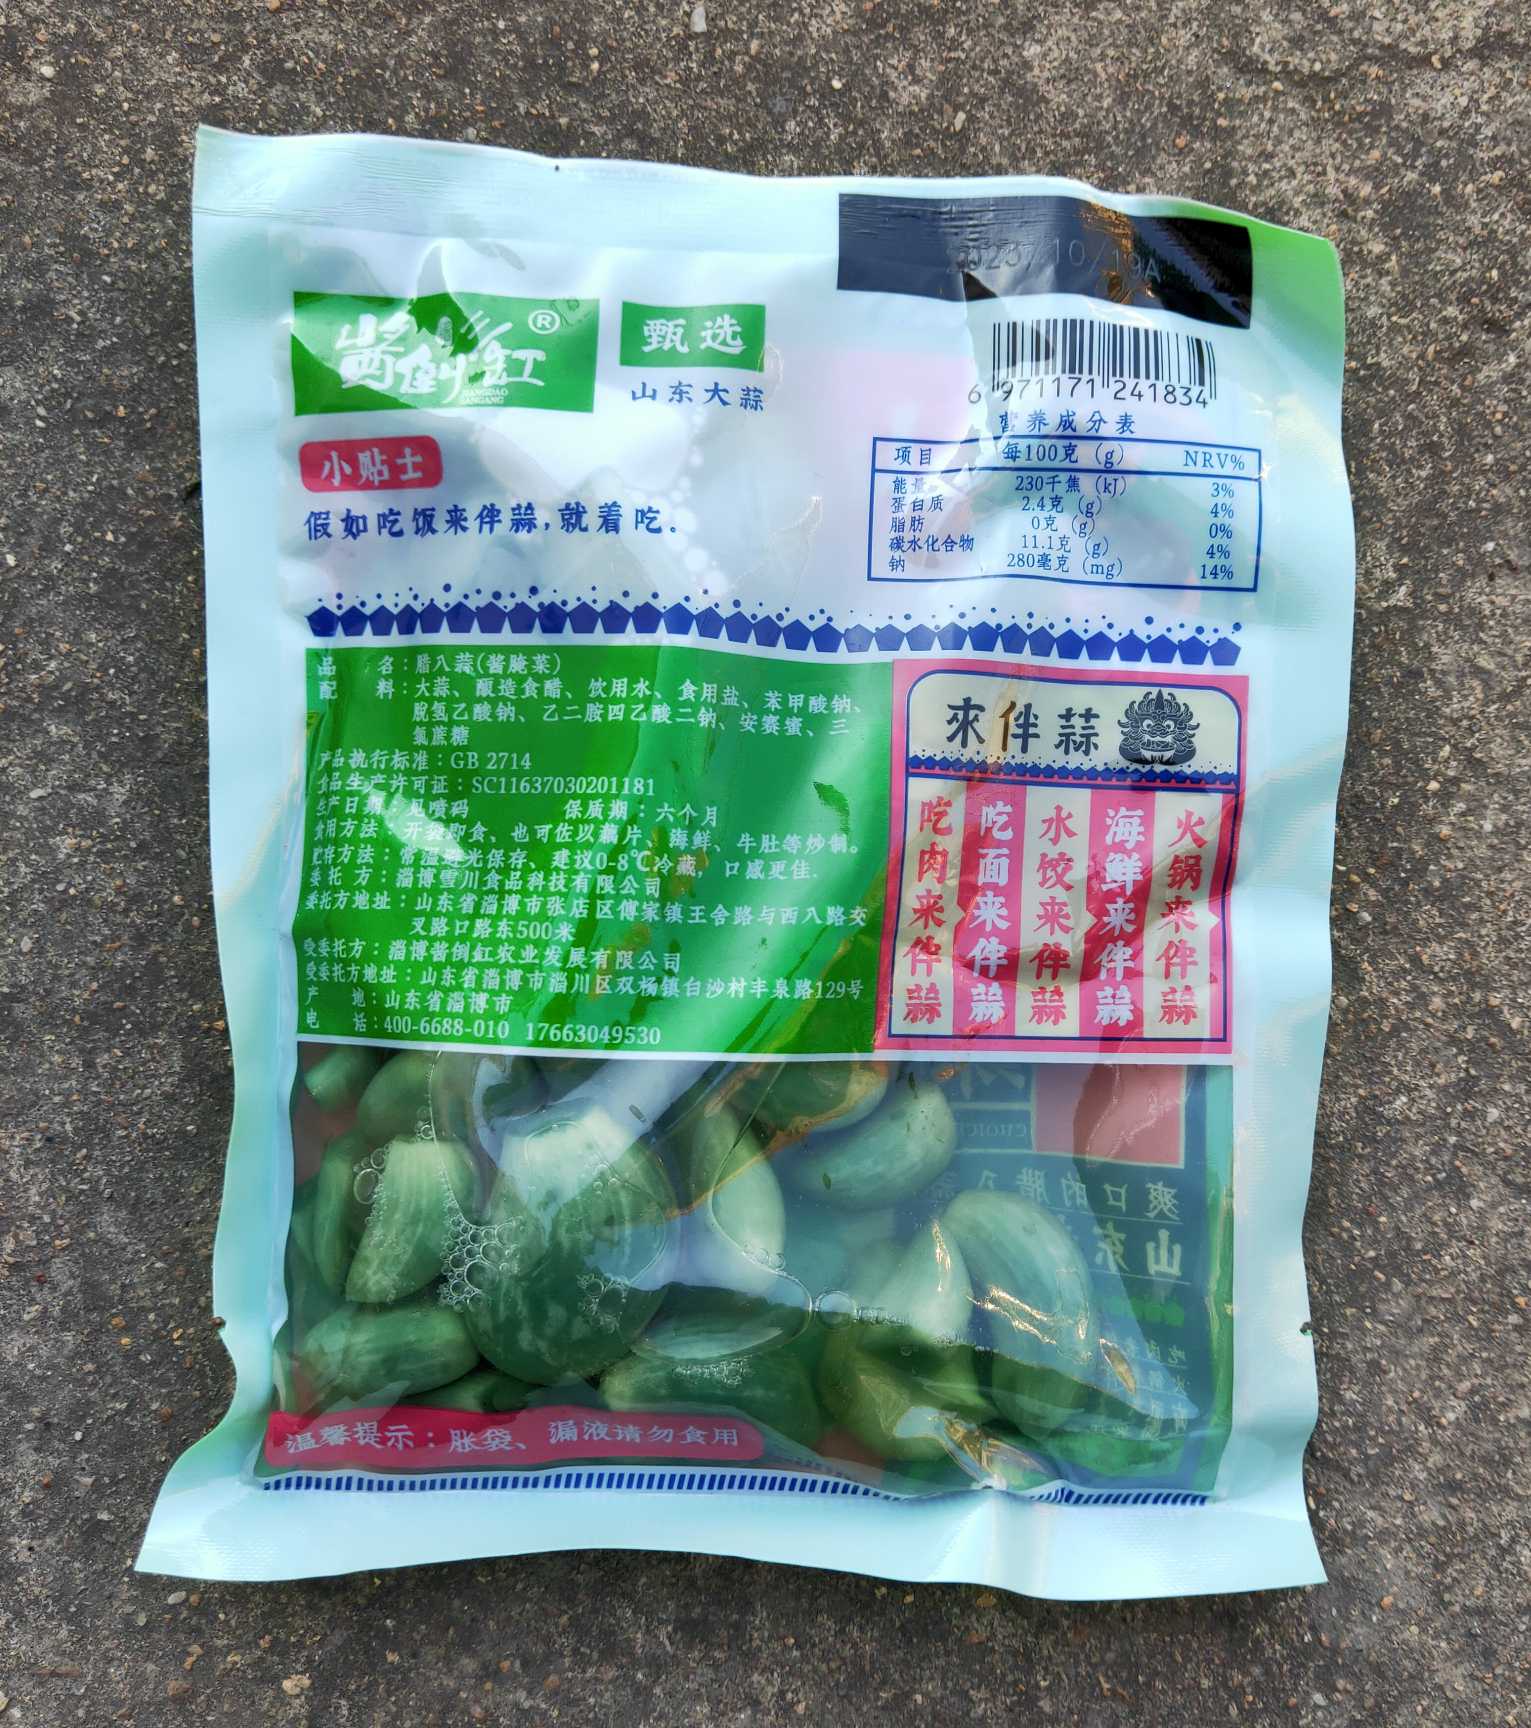 2023/10/19A
酱倒缸®
JIANGDAO
GANGANG
甄选
山东大蒜
6 971171 241834
小贴士
假如吃饭来伴蒜,就着吃。
营养成分表
项目 每100克(g) NRV%
能量 230千焦(kJ) 3%
蛋白质 2.4克(g) 4%
脂肪 0克(g) 0%
碳水化合物 11.1克(g) 4%
钠 280毫克(mg) 14%
品 名:腊八蒜(酱腌菜)
配 料:大蒜、酿造食醋、饮用水、食用盐、苯甲酸钠、
脱氢乙酸钠、乙二胺四乙酸二钠、安赛蜜、三
氯蔗糖
产品执行标准:GB 2714
食品生产许可证:SC11637030201181
生产日期:见喷码 保质期:六个月
食用方法:开袋即食、也可佐以藕片、海鲜、牛肚等炒制。
贮存方法:常温避光保存、建议0-8℃冷藏,口感更佳.
委托 方:淄博雪川食品科技有限公司
委托方地址:山东省淄博市张店区傅家镇王舍路与西八路交
叉路口路东500米
受委托方:淄博酱倒缸农业发展有限公司
受委托方地址:山东省淄博市淄川区双杨镇白沙村丰泉路129号
产 地:山东省淄博市
电 话:400-6688-010 17663049530
來伴蒜
吃肉来伴蒜
吃面来伴蒜
水饺来伴蒜
海鲜来伴蒜
火锅来伴蒜
爽口的腊八蒜
山东
温馨提示:胀袋、漏液请勿食用